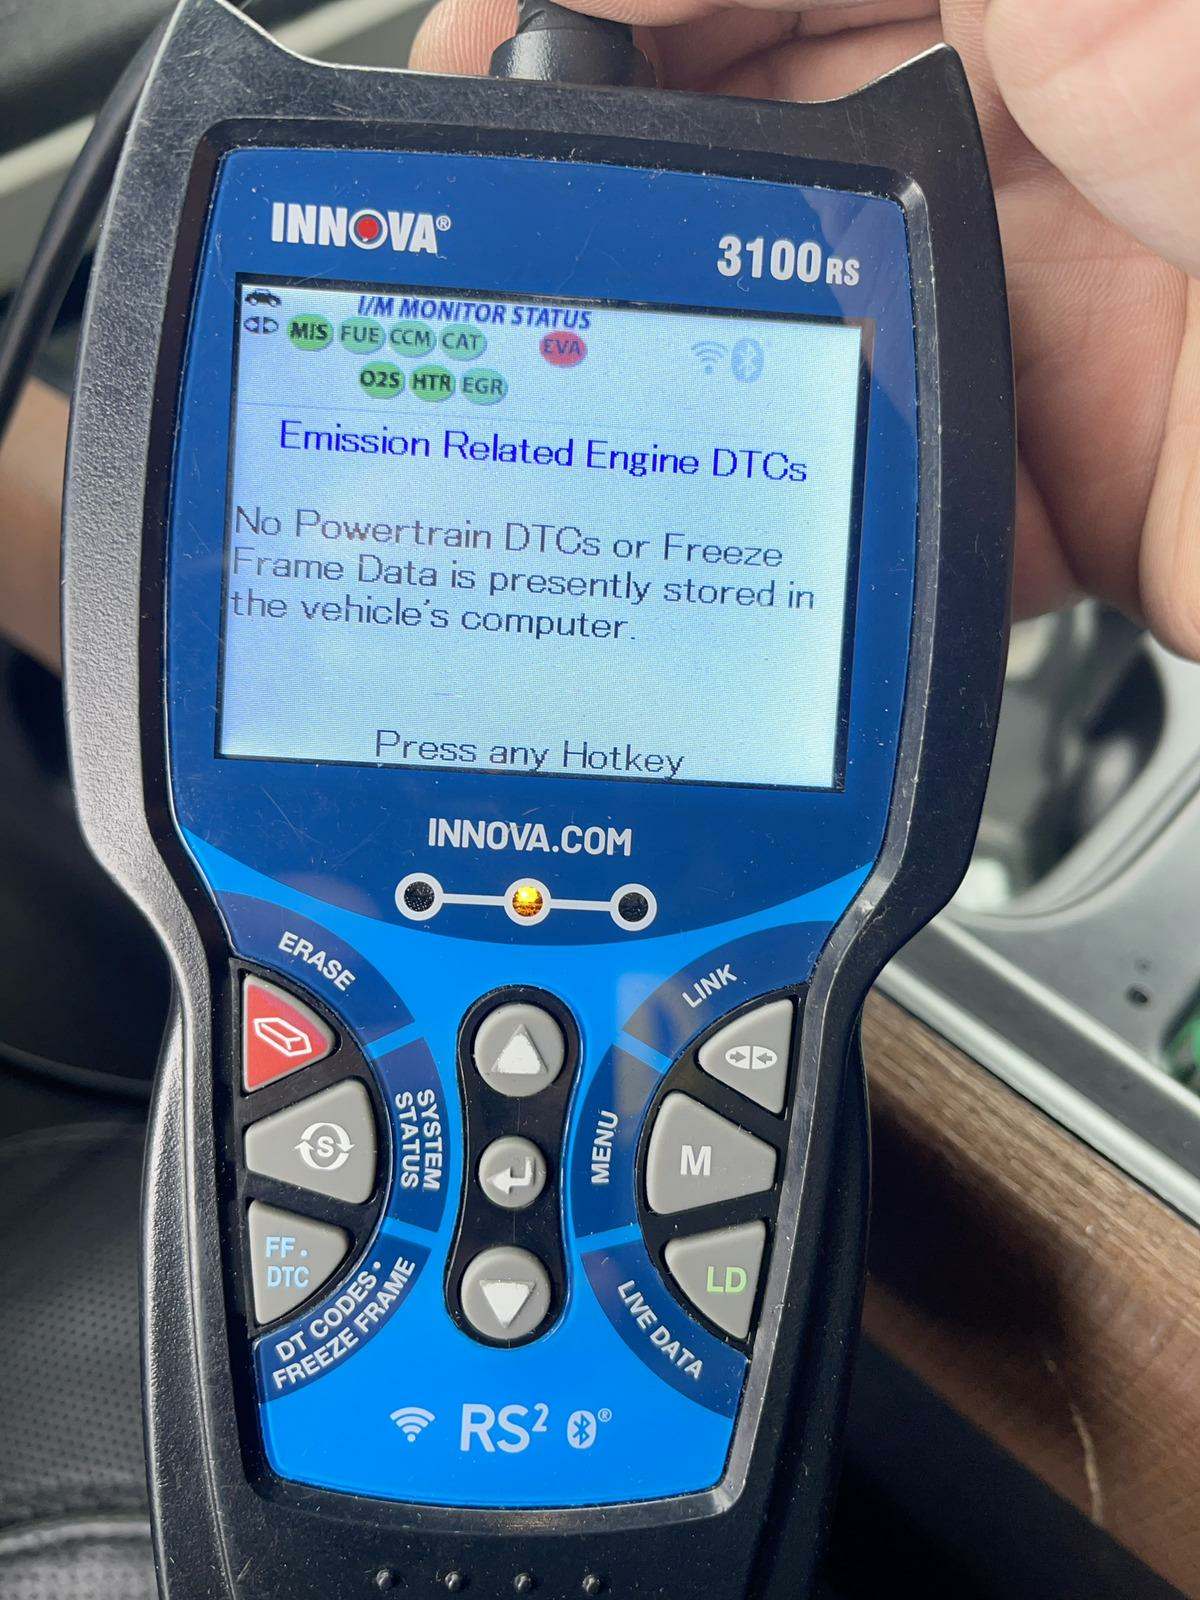 INNOVA®
3100RS
I/M MONITOR STATUS
MIS FUE CCM CAT EVA
O2S HTR EGR
Emission Related Engine DTCs
No Powertrain DTCs or Freeze
Frame Data is presently stored in
the vehicle's computer.
Press any Hotkey
INNOVA.COM
ERASE
LINK
S
SYSTEM
STATUS
MENU
M
FF.
DTC
LD
DT CODES •
FREEZE FRAME
LIVE DATA
RS² ®